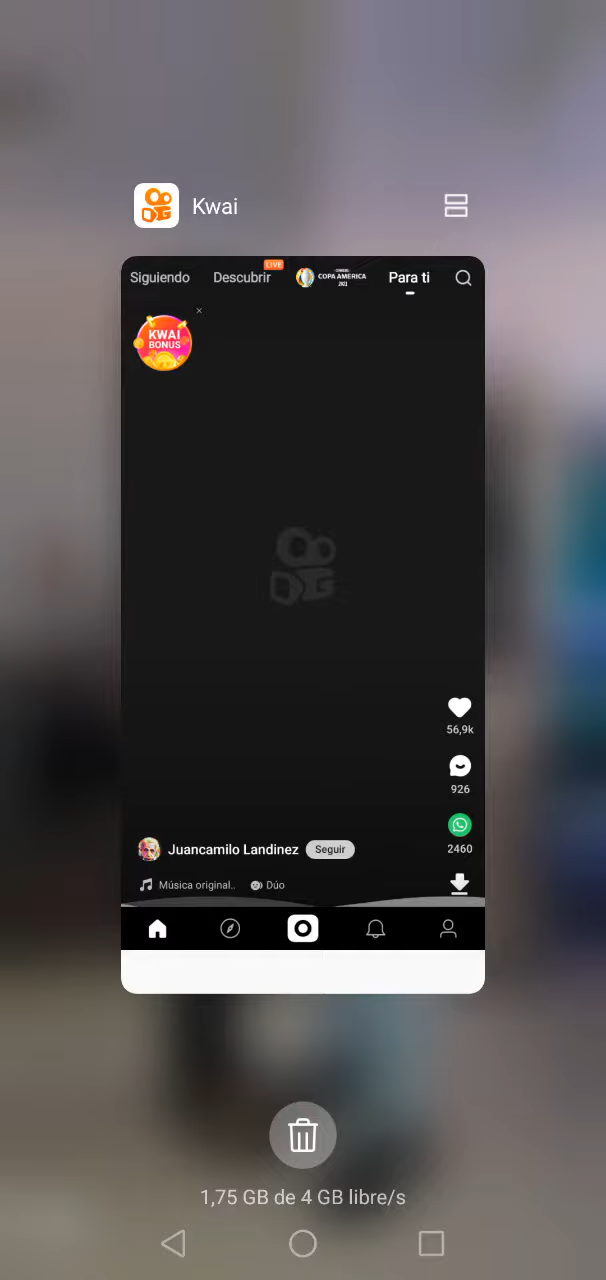 Kwai
LIVE
Siguiendo Descubrir COPA AMERICA Para ti
2021
KWAI
BONUS
56,9k
926
2460
Juancamilo Landinez Seguir
Música original.. Dúo
1,75 GB de 4 GB libre/s